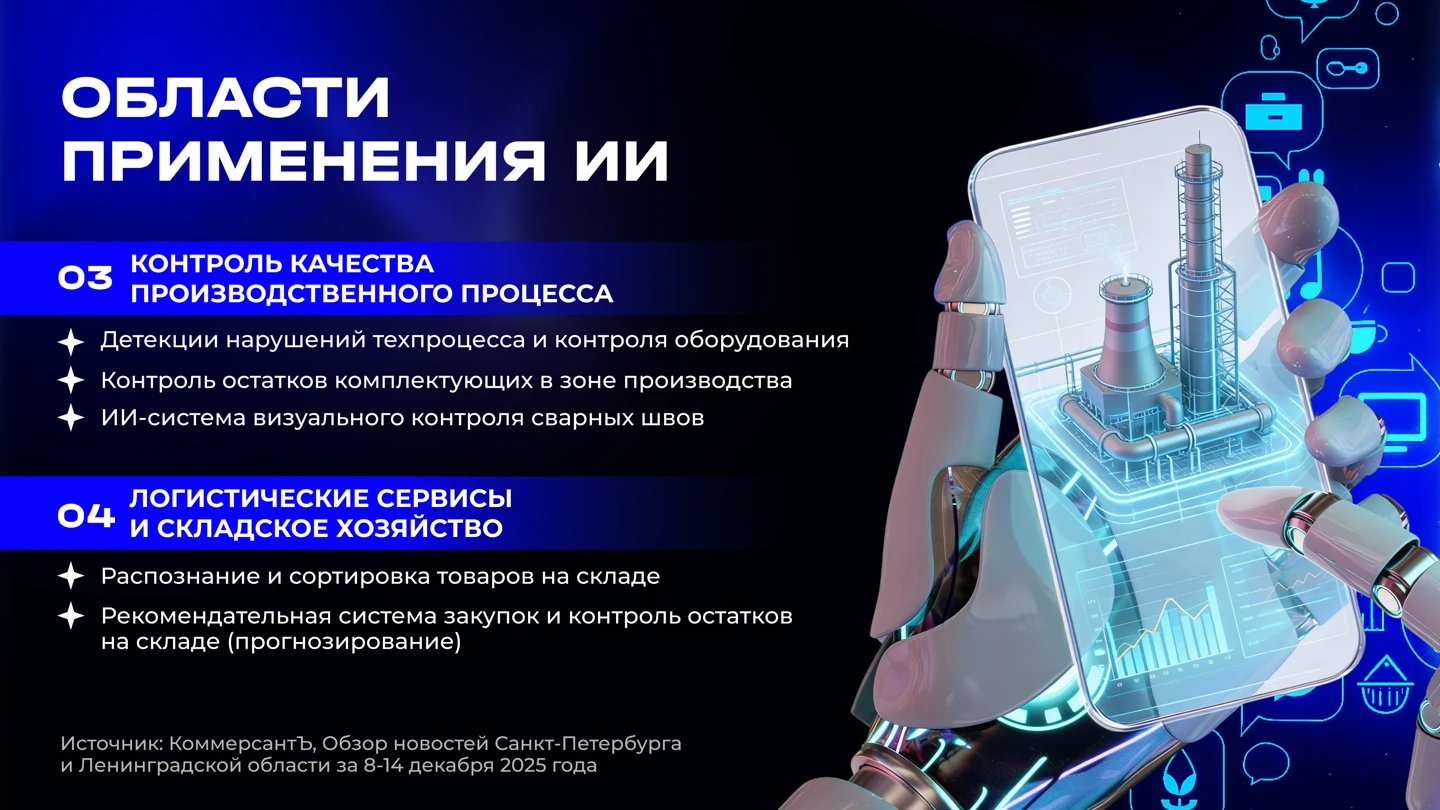 ОБЛАСТИ
ПРИМЕНЕНИЯ ИИ
03 КОНТРОЛЬ КАЧЕСТВА
ПРОИЗВОДСТВЕННОГО ПРОЦЕССА
Детекции нарушений техпроцесса и контроля оборудования
Контроль остатков комплектующих в зоне производства
ИИ-система визуального контроля сварных швов
04 ЛОГИСТИЧЕСКИЕ СЕРВИСЫ
И СКЛАДСКОЕ ХОЗЯЙСТВО
Распознание и сортировка товаров на складе
Рекомендательная система закупок и контроль остатков
на складе (прогнозирование)
Источник: КоммерсантЪ, Обзор новостей Санкт-Петербурга
и Ленинградской области за 8-14 декабря 2025 года